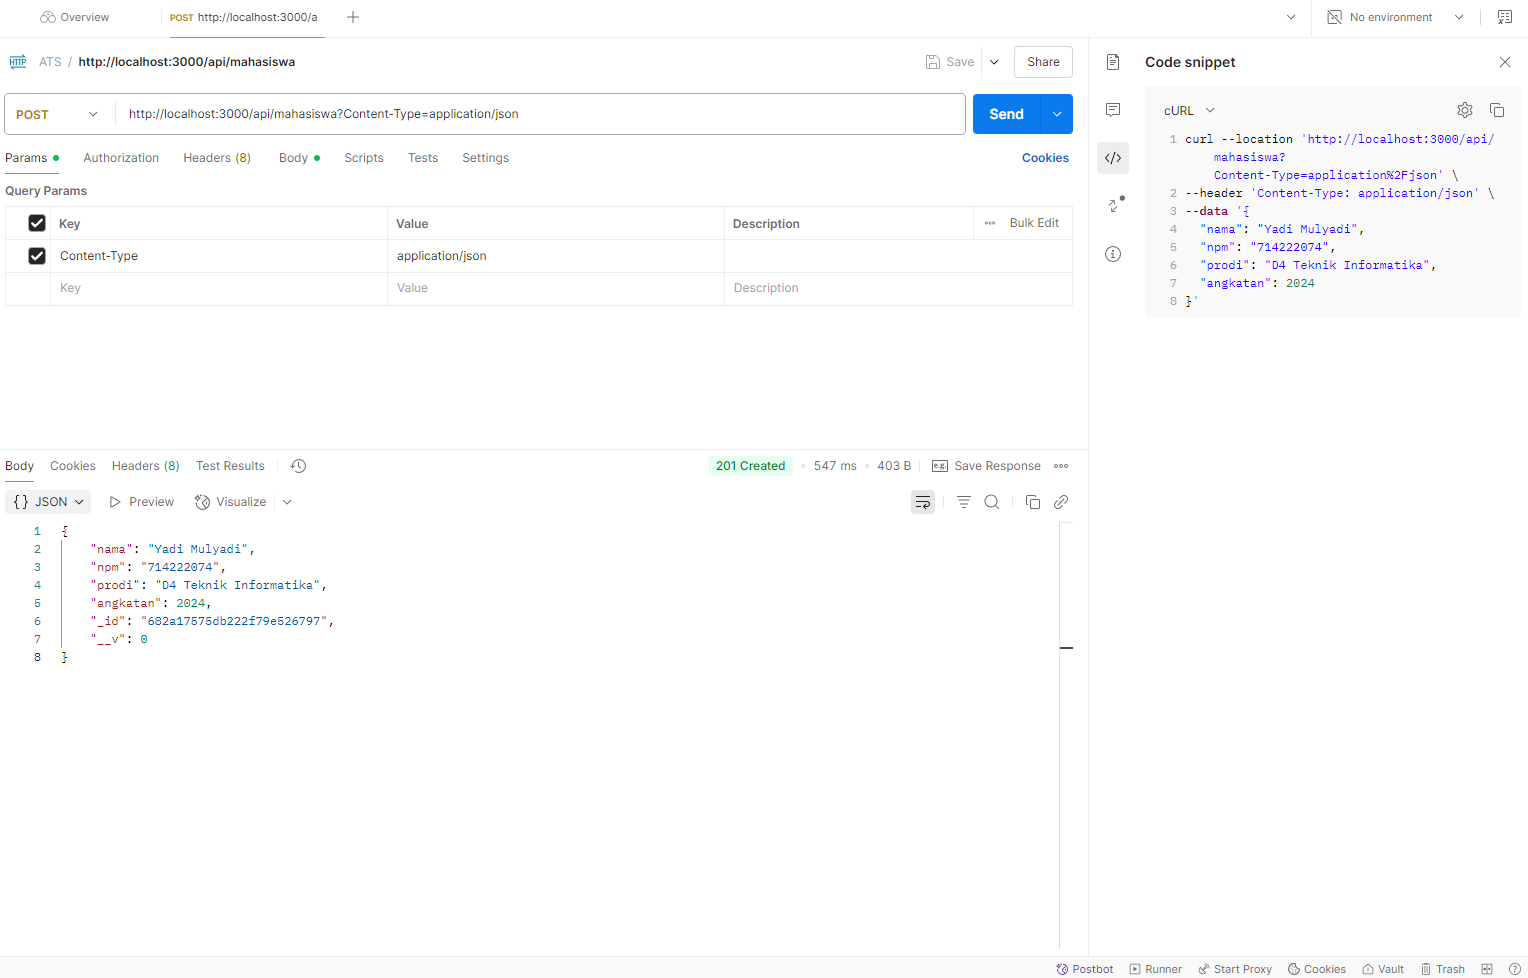 Overview
POST http://localhost:3000/a
No environment
HTTP ATS / http://localhost:3000/api/mahasiswa
Save
Share
POST
http://localhost:3000/api/mahasiswa?Content-Type=application/json
Send
Params
Authorization
Headers (8)
Body
Scripts
Tests
Settings
Cookies
Query Params
Key
Value
Description
Bulk Edit
Content-Type
application/json
Key
Value
Description
Body
Cookies
Headers (8)
Test Results
201 Created
547 ms
403 B
e.g.
Save Response
{} JSON
Preview
Visualize
1 {
2 "nama": "Yadi Mulyadi",
3 "npm": "714222074",
4 "prodi": "D4 Teknik Informatika",
5 "angkatan": 2024,
6 "_id": "682a17575db222f79e526797",
7 "__v": 0
8 }
Code snippet
cURL
1 curl --location 'http://localhost:3000/api/
mahasiswa?
Content-Type=application%2Fjson' \
2 --header 'Content-Type: application/json' \
3 --data '{
4 "nama": "Yadi Mulyadi",
5 "npm": "714222074",
6 "prodi": "D4 Teknik Informatika",
7 "angkatan": 2024
8 }'
Postbot
Runner
Start Proxy
Cookies
Vault
Trash